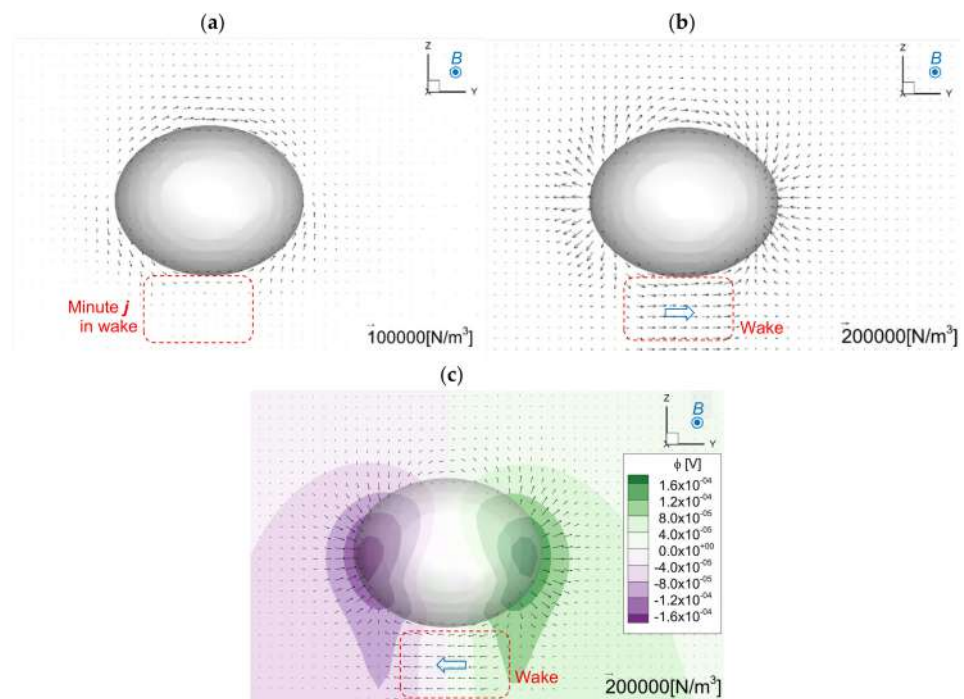 (a)
(b)
Z
B
X
Y
Z
B
X
Y
Minute j
in wake
100000[N/m³]
Wake
200000[N/m³]
(c)
Z
B
X
Y
ϕ [V]
1.6x10⁻⁰⁴
1.2x10⁻⁰⁴
8.0x10⁻⁰⁵
4.0x10⁻⁰⁵
0.0x10⁺⁰⁰
-4.0x10⁻⁰⁵
-8.0x10⁻⁰⁵
-1.2x10⁻⁰⁴
-1.6x10⁻⁰⁴
Wake
200000[N/m³]